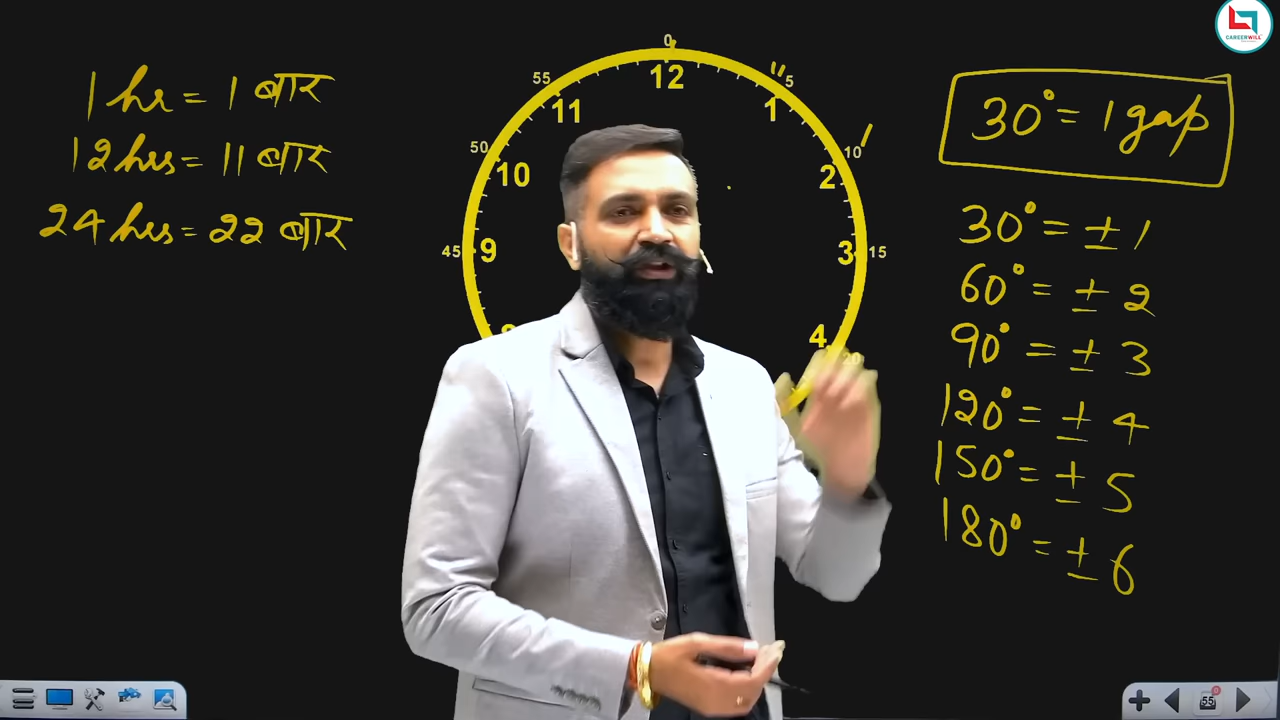 1 hr = 1 बार
12 hrs = 11 बार
24 hrs = 22 बार
0
5
10
15
45
50
55
12
1
2
3
4
9
10
11
CAREERWILL
30° = 1 gap
30° = ± 1
60° = ± 2
90° = ± 3
120° = ± 4
150° = ± 5
180° = ± 6
55